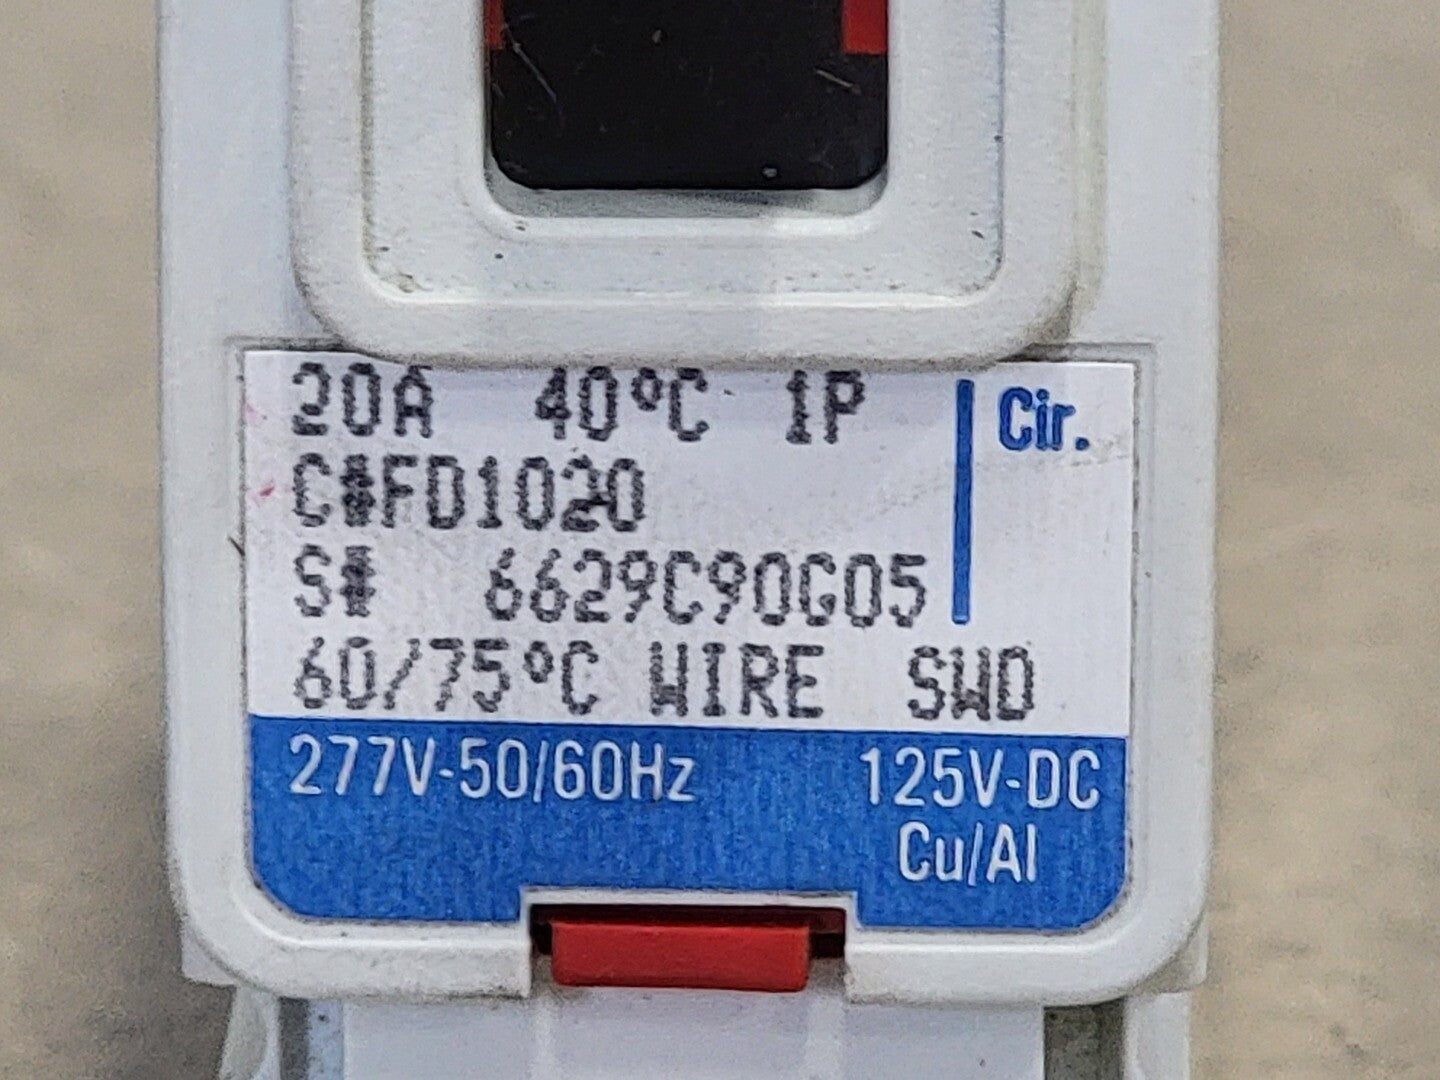 20A 40°C 1P
Cir.
C#FD1020
S# 6629C90G05
60/75°C WIRE SWD
277V-50/60Hz 125V-DC
Cu/Al